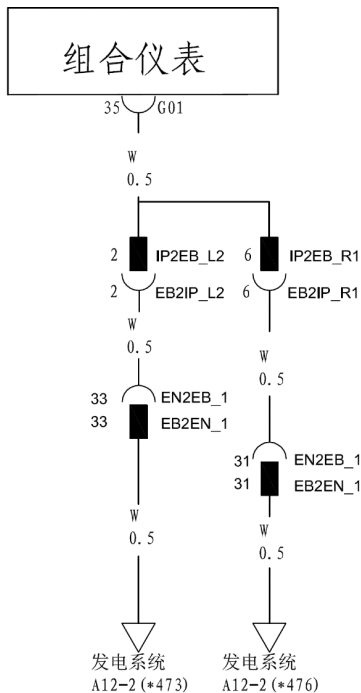 组合仪表
35 G01
W
0.5
2 IP2EB_L2
6 IP2EB_R1
2 EB2IP_L2
6 EB2IP_R1
W
0.5
W
0.5
33 EN2EB_1
33 EB2EN_1
31 EN2EB_1
31 EB2EN_1
W
0.5
W
0.5
发电系统
A12-2(*473)
发电系统
A12-2(*476)